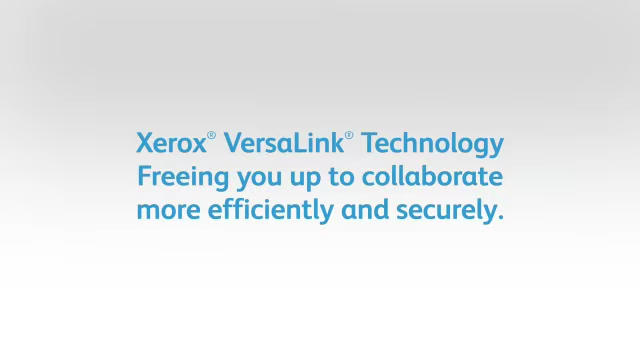 Xerox® VersaLink® Technology
Freeing you up to collaborate
more efficiently and securely.